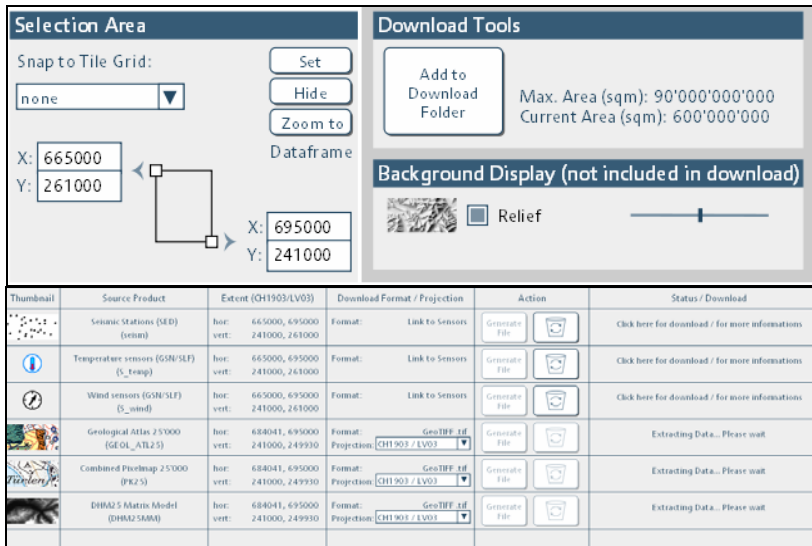 Selection Area
Snap to Tile Grid:
none
Set
Hide
Zoom to
Dataframe
X: 665000
Y: 261000
X: 695000
Y: 241000
Download Tools
Add to
Download
Folder
Max. Area (sqm): 90'000'000'000
Current Area (sqm): 600'000'000
Background Display (not included in download)
Relief
Thumbnail Source Product Extent (CH1903/LV03) Download Format / Projection Action Status / Download
Seismic Stations (SED) hor: 665000, 695000 Format: Link to Sensors Generate Click here for download / for more informations
(seism) vert: 241000, 261000 File
Temperature sensors (GSN/SLF) hor: 665000, 695000 Format: Link to Sensors Generate Click here for download / for more informations
(S_temp) vert: 241000, 261000 File
Wind sensors (GSN/SLF) hor: 665000, 695000 Format: Link to Sensors Generate Click here for download / for more informations
(S_wind) vert: 241000, 261000 File
Geological Atlas 25'000 hor: 684041, 695000 Format: GeoTIFF .tif Generate Extracting Data... Please wait
(GEOL_ATL25) vert: 241000, 249930 Projection: CH1903 / LV03 File
Combined Pixelmap 25'000 hor: 684041, 695000 Format: GeoTIFF .tif Generate Extracting Data... Please wait
(PK25) vert: 241000, 249930 Projection: CH1903 / LV03 File
DHM25 Matrix Model hor: 684041, 695000 Format: GeoTIFF .tif Generate Extracting Data... Please wait
(DHM25MM) vert: 241000, 249930 Projection: CH1903 / LV03 File